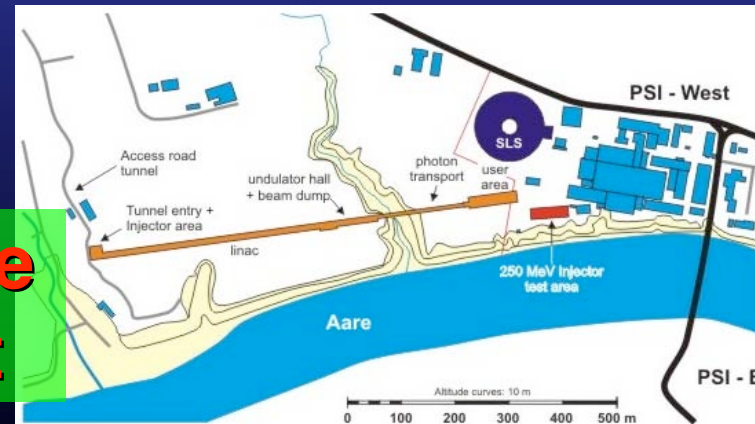 PSI - West
SLS
Access road
tunnel
photon
transport
user
area
undulator hall
+ beam dump
Tunnel entry +
Injector area
linac
250 MeV Injector
test area
Aare
PSI -
Altitude curves: 10 m
0 100 200 300 400 500 m